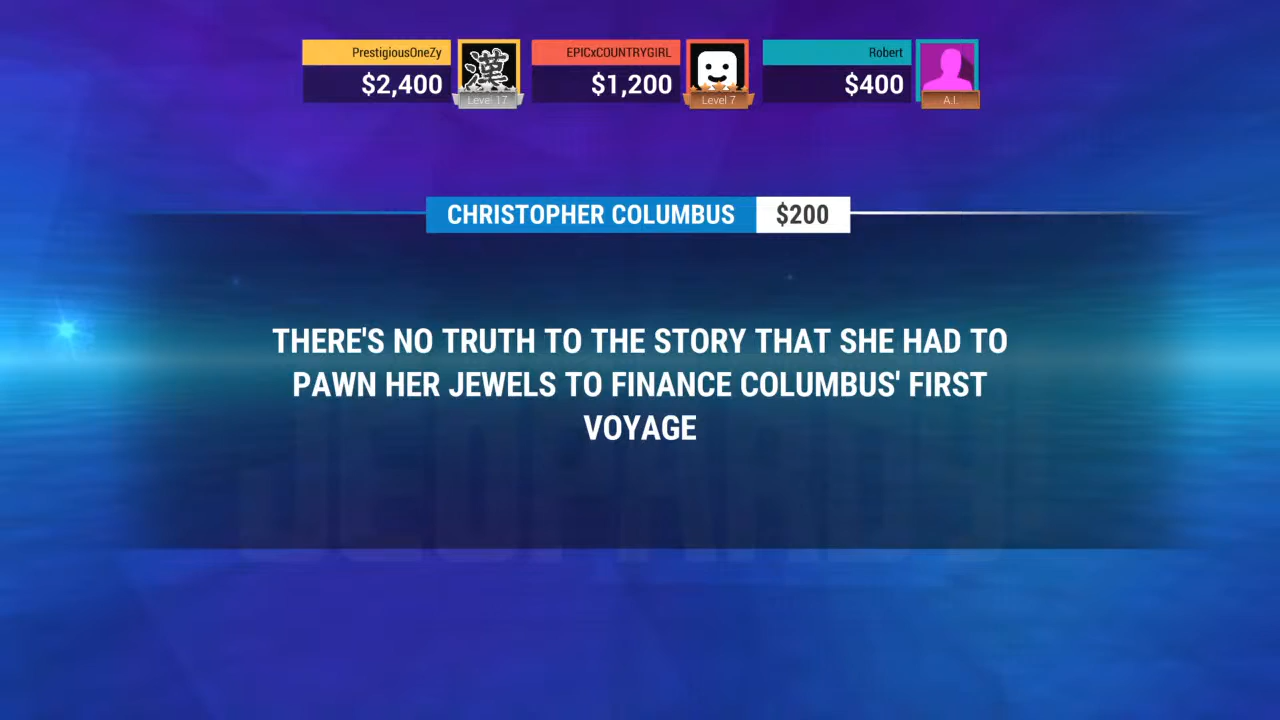 PrestigiousOneZy
$2,400
Level 17
EPICxCOUNTRYGIRL
$1,200
Level 7
Robert
$400
A.I.
CHRISTOPHER COLUMBUS $200
THERE'S NO TRUTH TO THE STORY THAT SHE HAD TO
PAWN HER JEWELS TO FINANCE COLUMBUS' FIRST
VOYAGE
JEOPARDY
漢